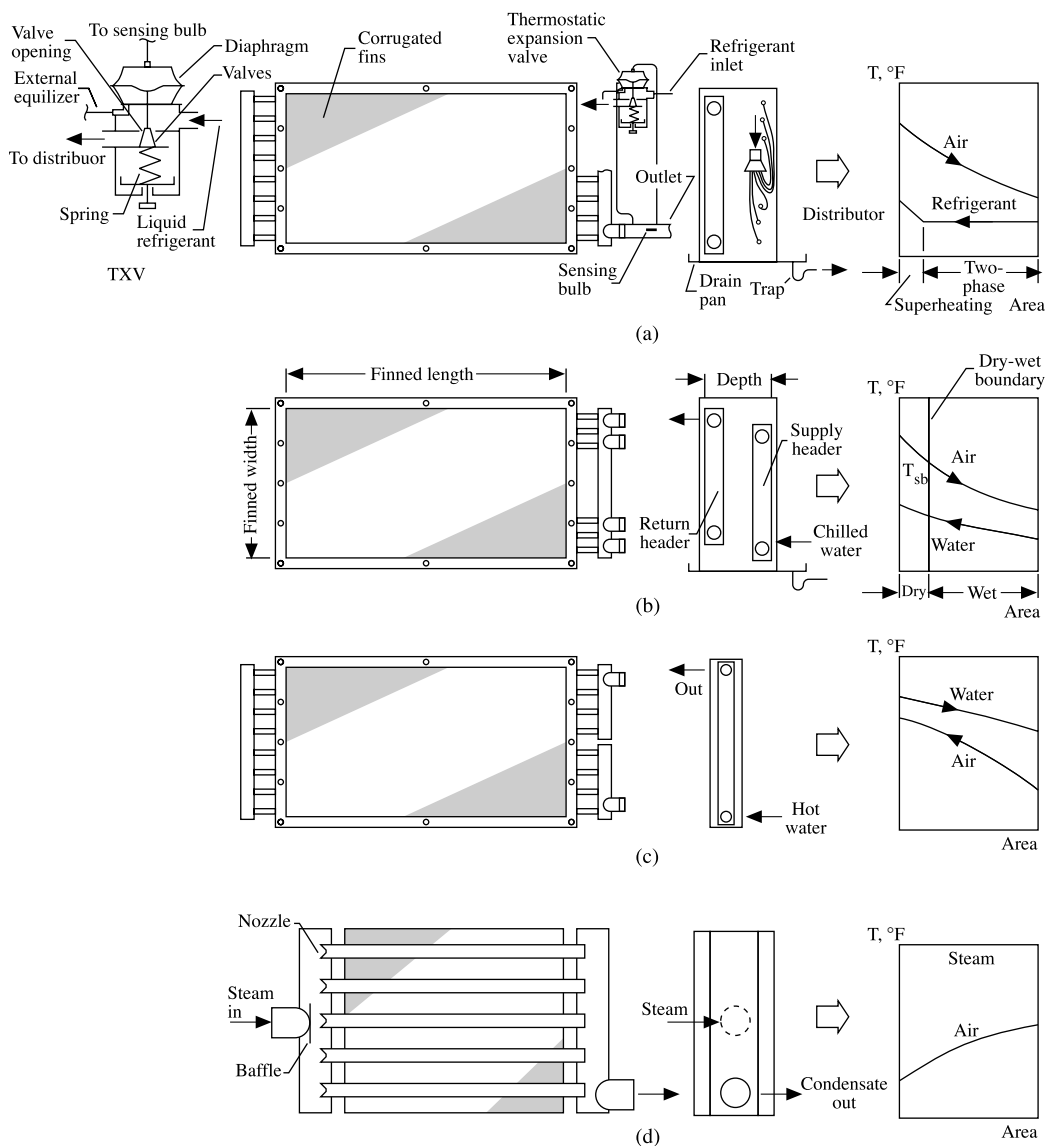 To sensing bulb
Valve
opening
Diaphragm
External
equilizer
Valves
To distribuor
Spring
Liquid
refrigerant
TXV
Corrugated
fins
Thermostatic
expansion
valve
Refrigerant
inlet
Outlet
Sensing
bulb
Drain
pan
Trap
Distributor
T, °F
Air
Refrigerant
Two-
phase
Superheating
Area
(a)
Finned length
Finned width
Depth
Supply
header
Return
header
Chilled
water
T, °F
Dry-wet
boundary
Tsb
Air
Water
Dry
Wet
Area
(b)
Out
Hot
water
T, °F
Water
Air
Area
(c)
Nozzle
Steam
in
Baffle
Steam
Condensate
out
T, °F
Steam
Air
Area
(d)